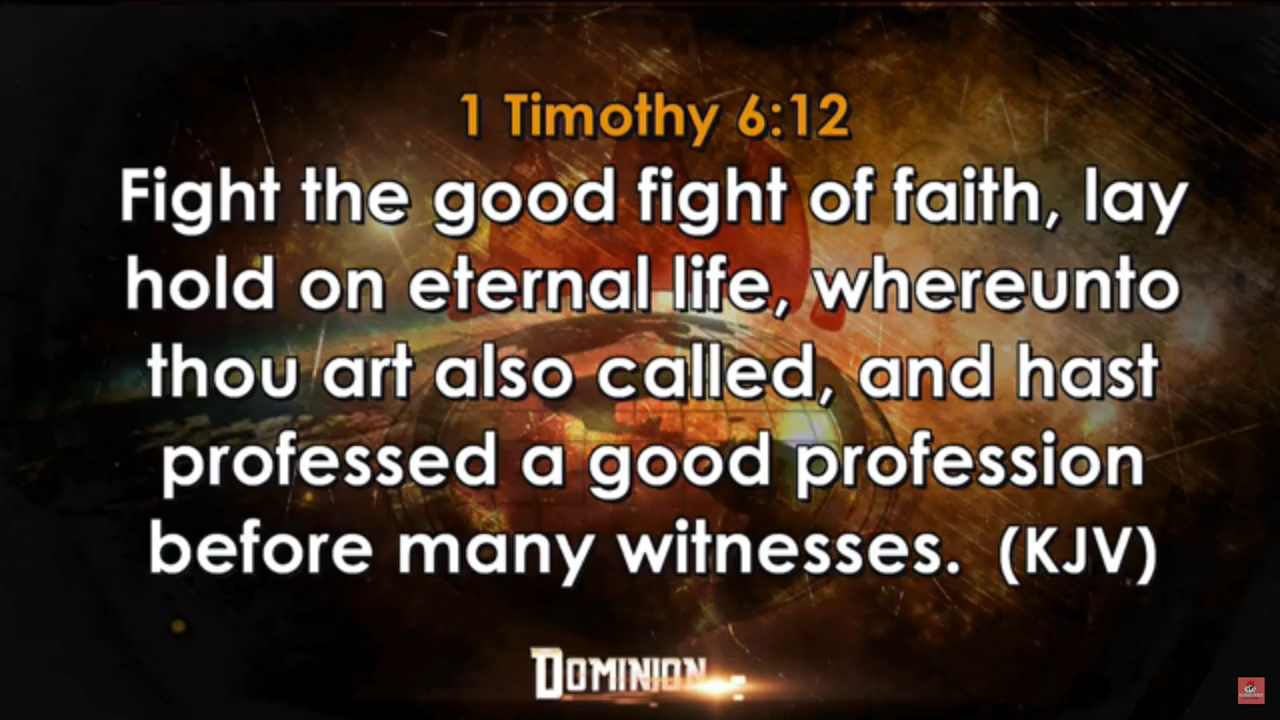 1 Timothy 6:12
Fight the good fight of faith, lay
hold on eternal life, whereunto
thou art also called, and hast
professed a good profession
before many witnesses. (KJV)
DOMINION